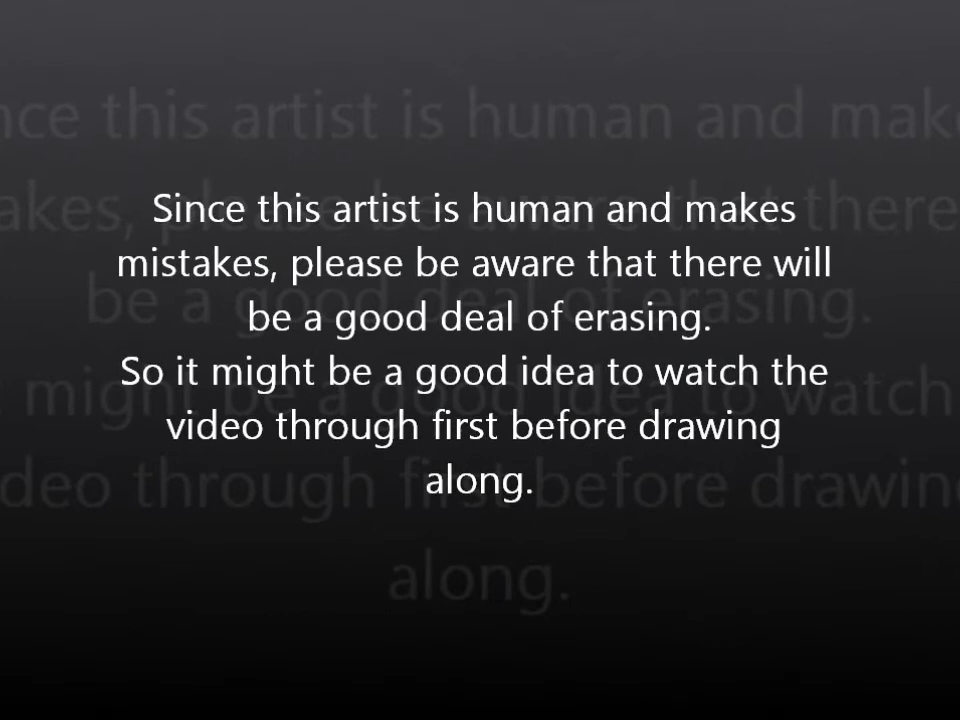 Since this artist is human and makes
mistakes, please be aware that there will
be a good deal of erasing.
So it might be a good idea to watch the
video through first before drawing
along.